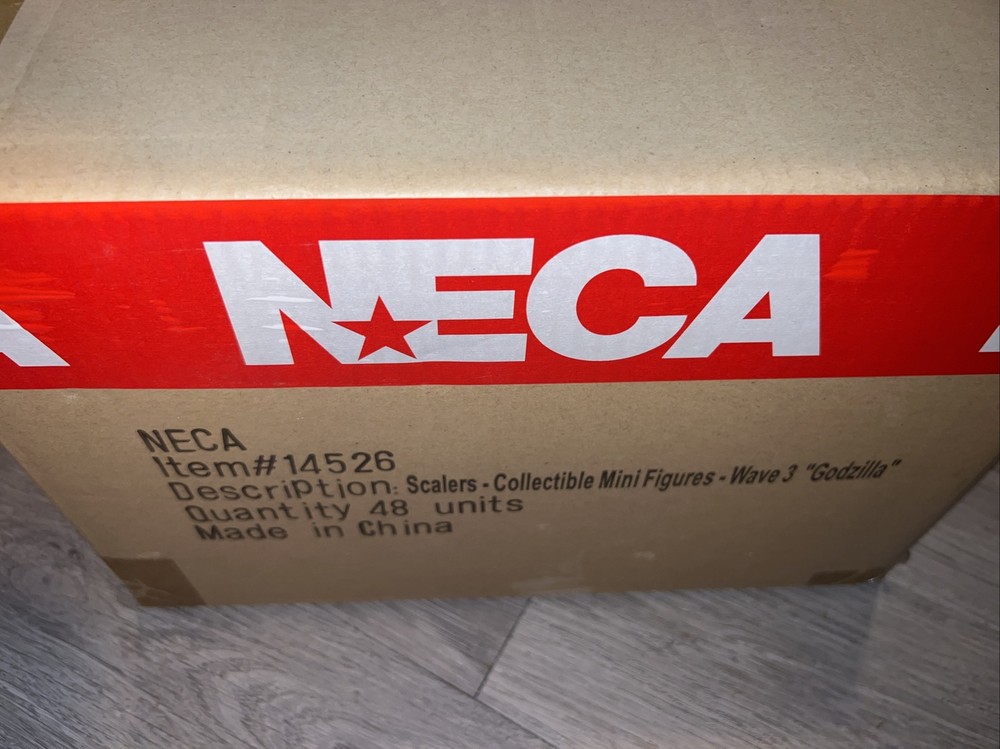 NECA
NECA
Item#14526
Description: Scalers - Collectible Mini Figures - Wave 3 "Godzilla"
Quantity 48 units
Made in China